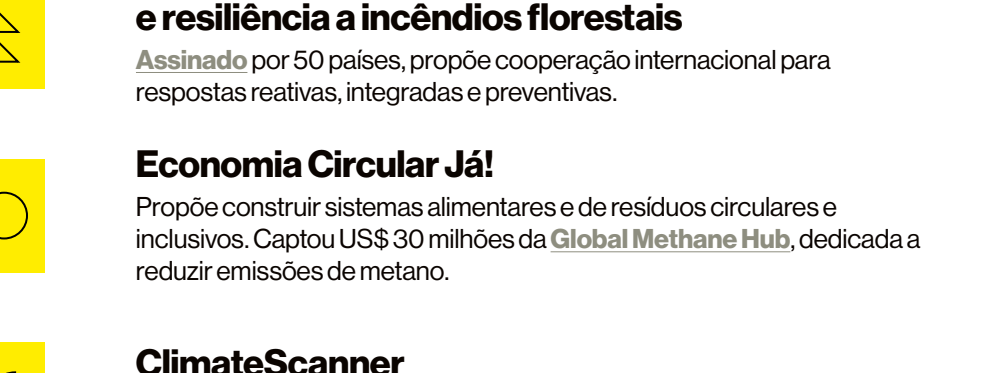 e resiliência a incêndios florestais
Assinado por 50 países, propõe cooperação internacional para
respostas reativas, integradas e preventivas.
Economia Circular Já!
Propõe construir sistemas alimentares e de resíduos circulares e
inclusivos. Captou US$ 30 milhões da Global Methane Hub, dedicada a
reduzir emissões de metano.
ClimateScanner